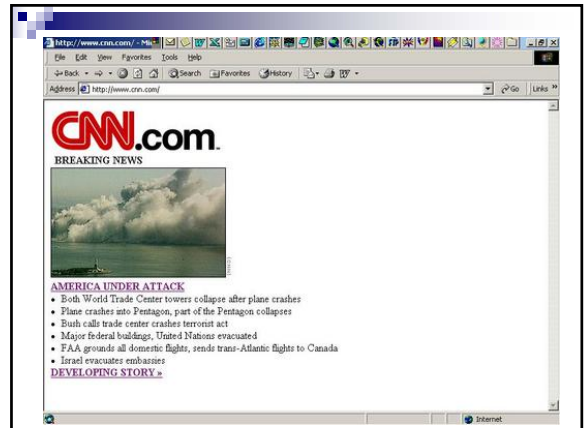 http://www.cnn.com/ - Mic
File Edit View Favorites Tools Help
Back Search Favorites History
Address http://www.cnn.com/ Go Links »
CNN.com
BREAKING NEWS
AMERICA UNDER ATTACK
• Both World Trade Center towers collapse after plane crashes
• Plane crashes into Pentagon, part of the Pentagon collapses
• Bush calls trade center crashes terrorist act
• Major federal buildings, United Nations evacuated
• FAA grounds all domestic flights, sends trans-Atlantic flights to Canada
• Israel evacuates embassies
DEVELOPING STORY »
Internet